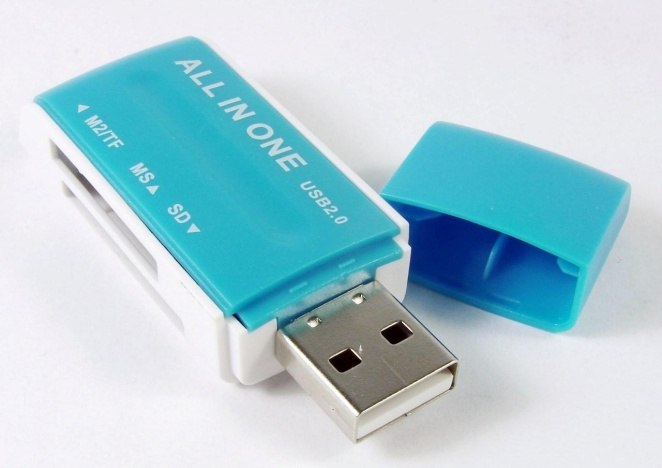 ALL IN ONE
USB2.0
◀ M2/TF
MS▲
SD▼